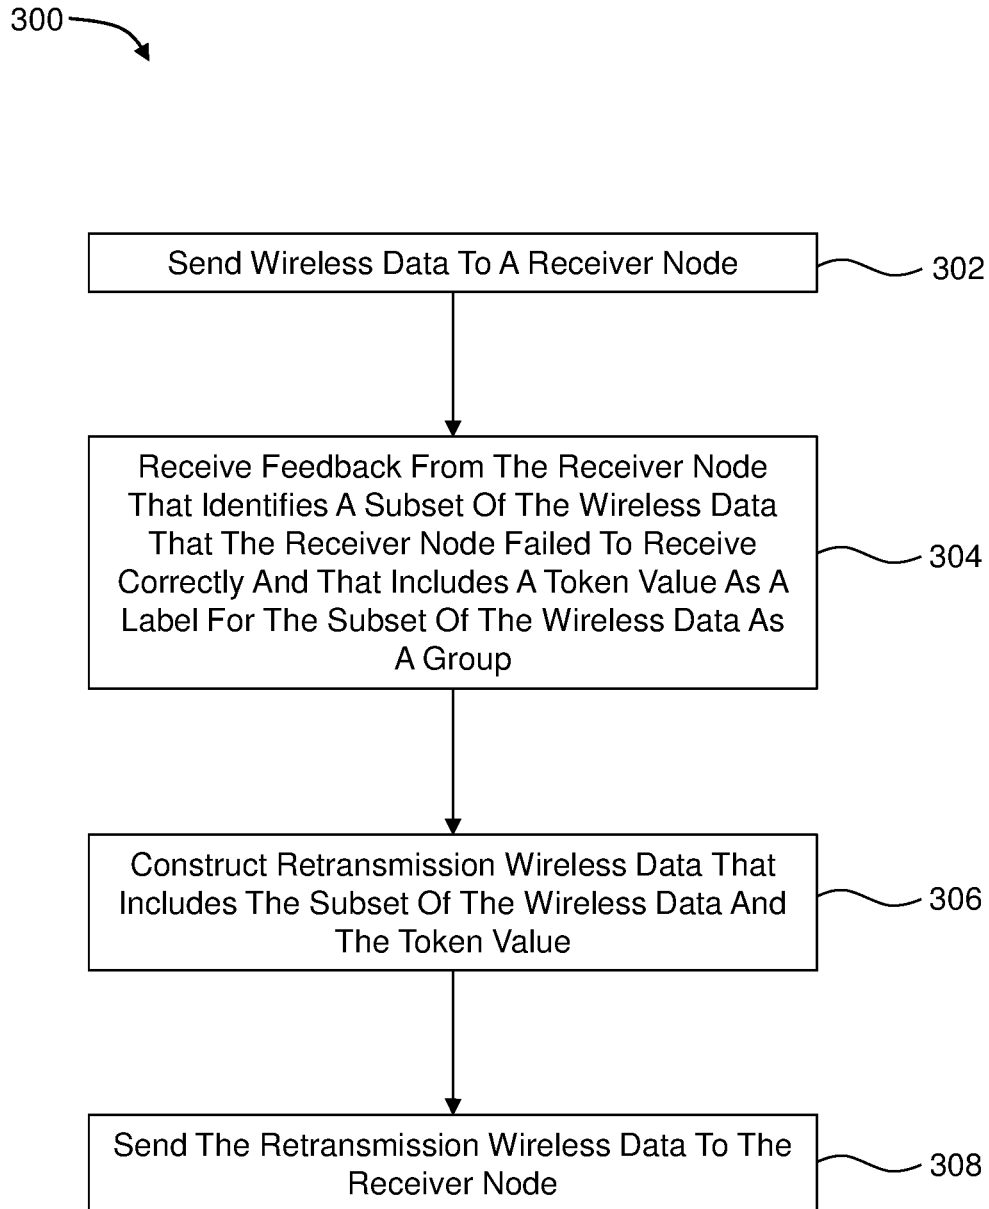 300
Send Wireless Data To A Receiver Node
302
Receive Feedback From The Receiver Node
That Identifies A Subset Of The Wireless Data
That The Receiver Node Failed To Receive
Correctly And That Includes A Token Value As A
Label For The Subset Of The Wireless Data As
A Group
304
Construct Retransmission Wireless Data That
Includes The Subset Of The Wireless Data And
The Token Value
306
Send The Retransmission Wireless Data To The
Receiver Node
308